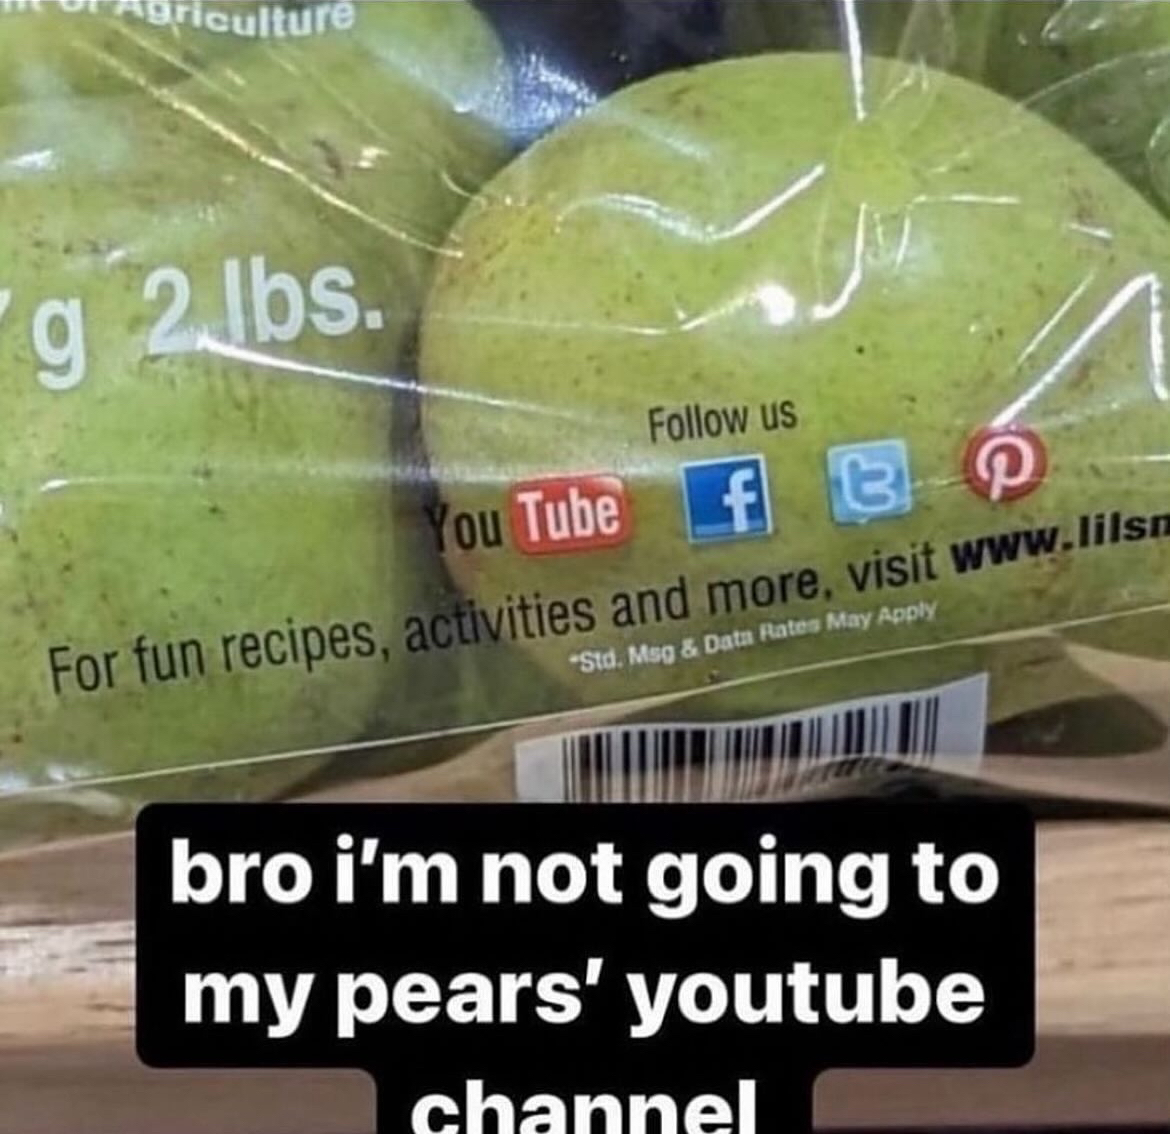 Agriculture
g 2 lbs.
Follow us
You Tube f t p
For fun recipes, activities and more, visit www.lilsn
*Std. Msg & Data Rates May Apply
bro i'm not going to
my pears' youtube
channel